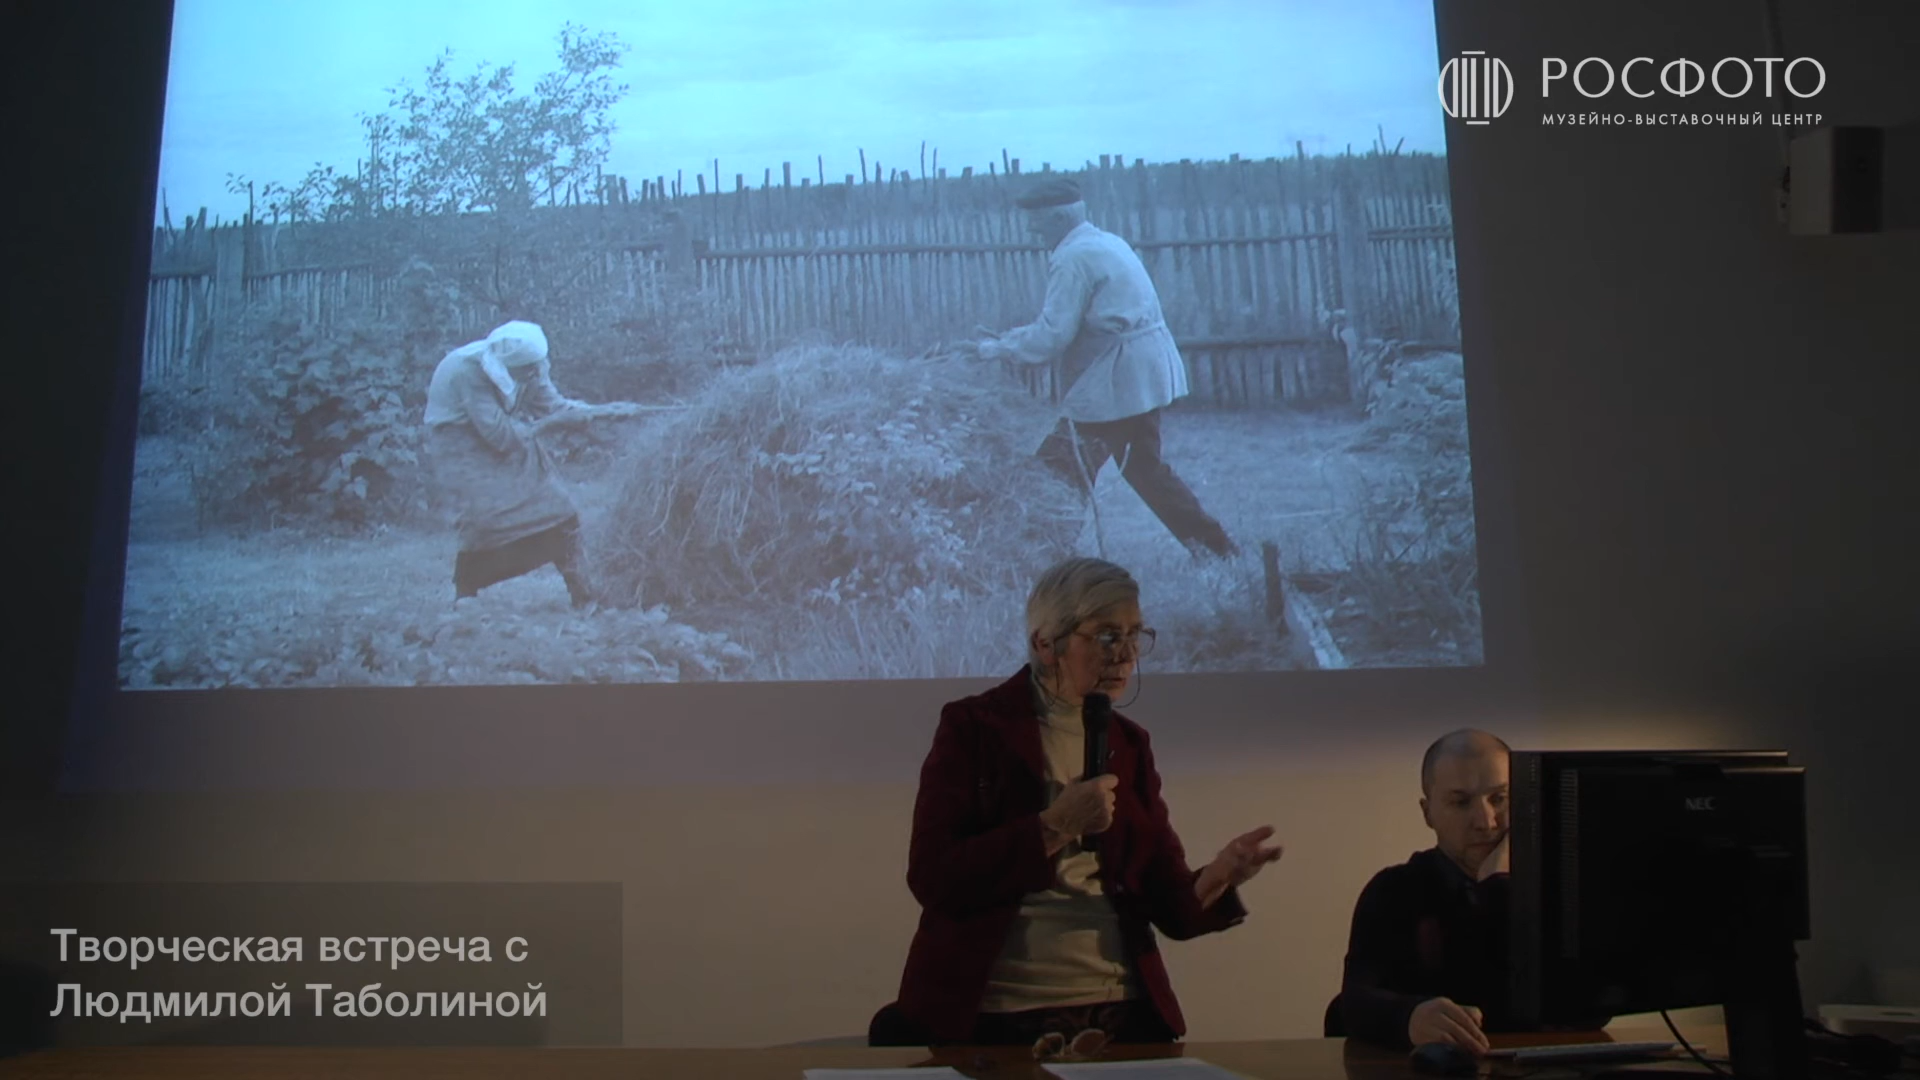 РОСФОТО
МУЗЕЙНО-ВЫСТАВОЧНЫЙ ЦЕНТР
NEC
Творческая встреча с
Людмилой Таболиной